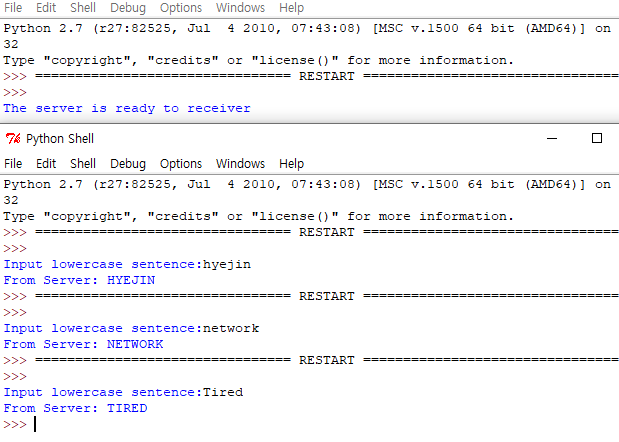 File Edit Shell Debug Options Windows Help
Python 2.7 (r27:82525, Jul  4 2010, 07:43:08) [MSC v.1500 64 bit (AMD64)] on
32
Type "copyright", "credits" or "license()" for more information.
>>> ================================ RESTART ================================
>>>
The server is ready to receiver
Python Shell
File Edit Shell Debug Options Windows Help
Python 2.7 (r27:82525, Jul  4 2010, 07:43:08) [MSC v.1500 64 bit (AMD64)] on
32
Type "copyright", "credits" or "license()" for more information.
>>> ================================ RESTART ================================
>>>
Input lowercase sentence:hyejin
From Server: HYEJIN
>>> ================================ RESTART ================================
>>>
Input lowercase sentence:network
From Server: NETWORK
>>> ================================ RESTART ================================
>>>
Input lowercase sentence:Tired
From Server: TIRED
>>>